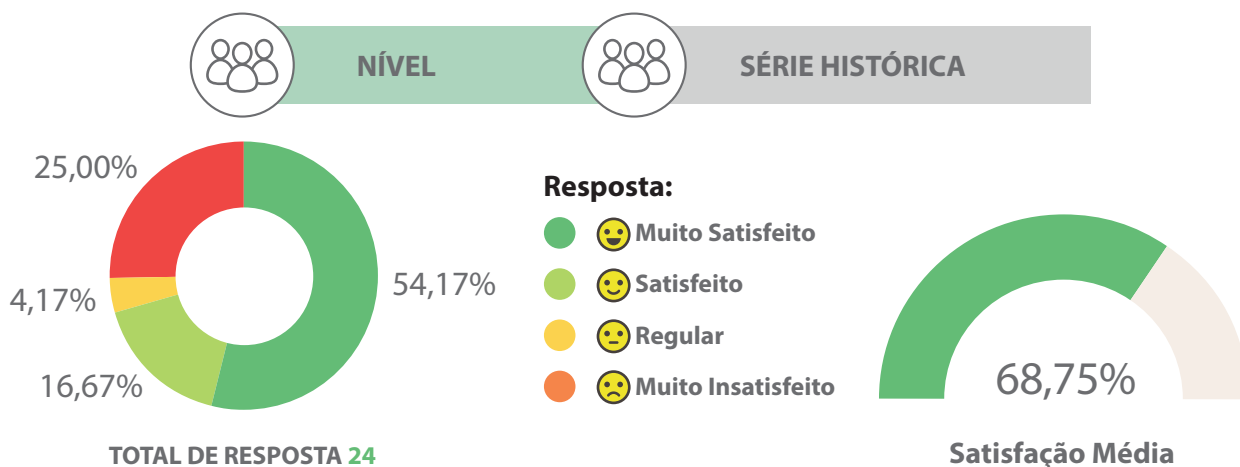 NÍVEL
SÉRIE HISTÓRICA
25,00%
4,17%
16,67%
54,17%
TOTAL DE RESPOSTA 24
Resposta:
Muito Satisfeito
Satisfeito
Regular
Muito Insatisfeito
68,75%
Satisfação Média